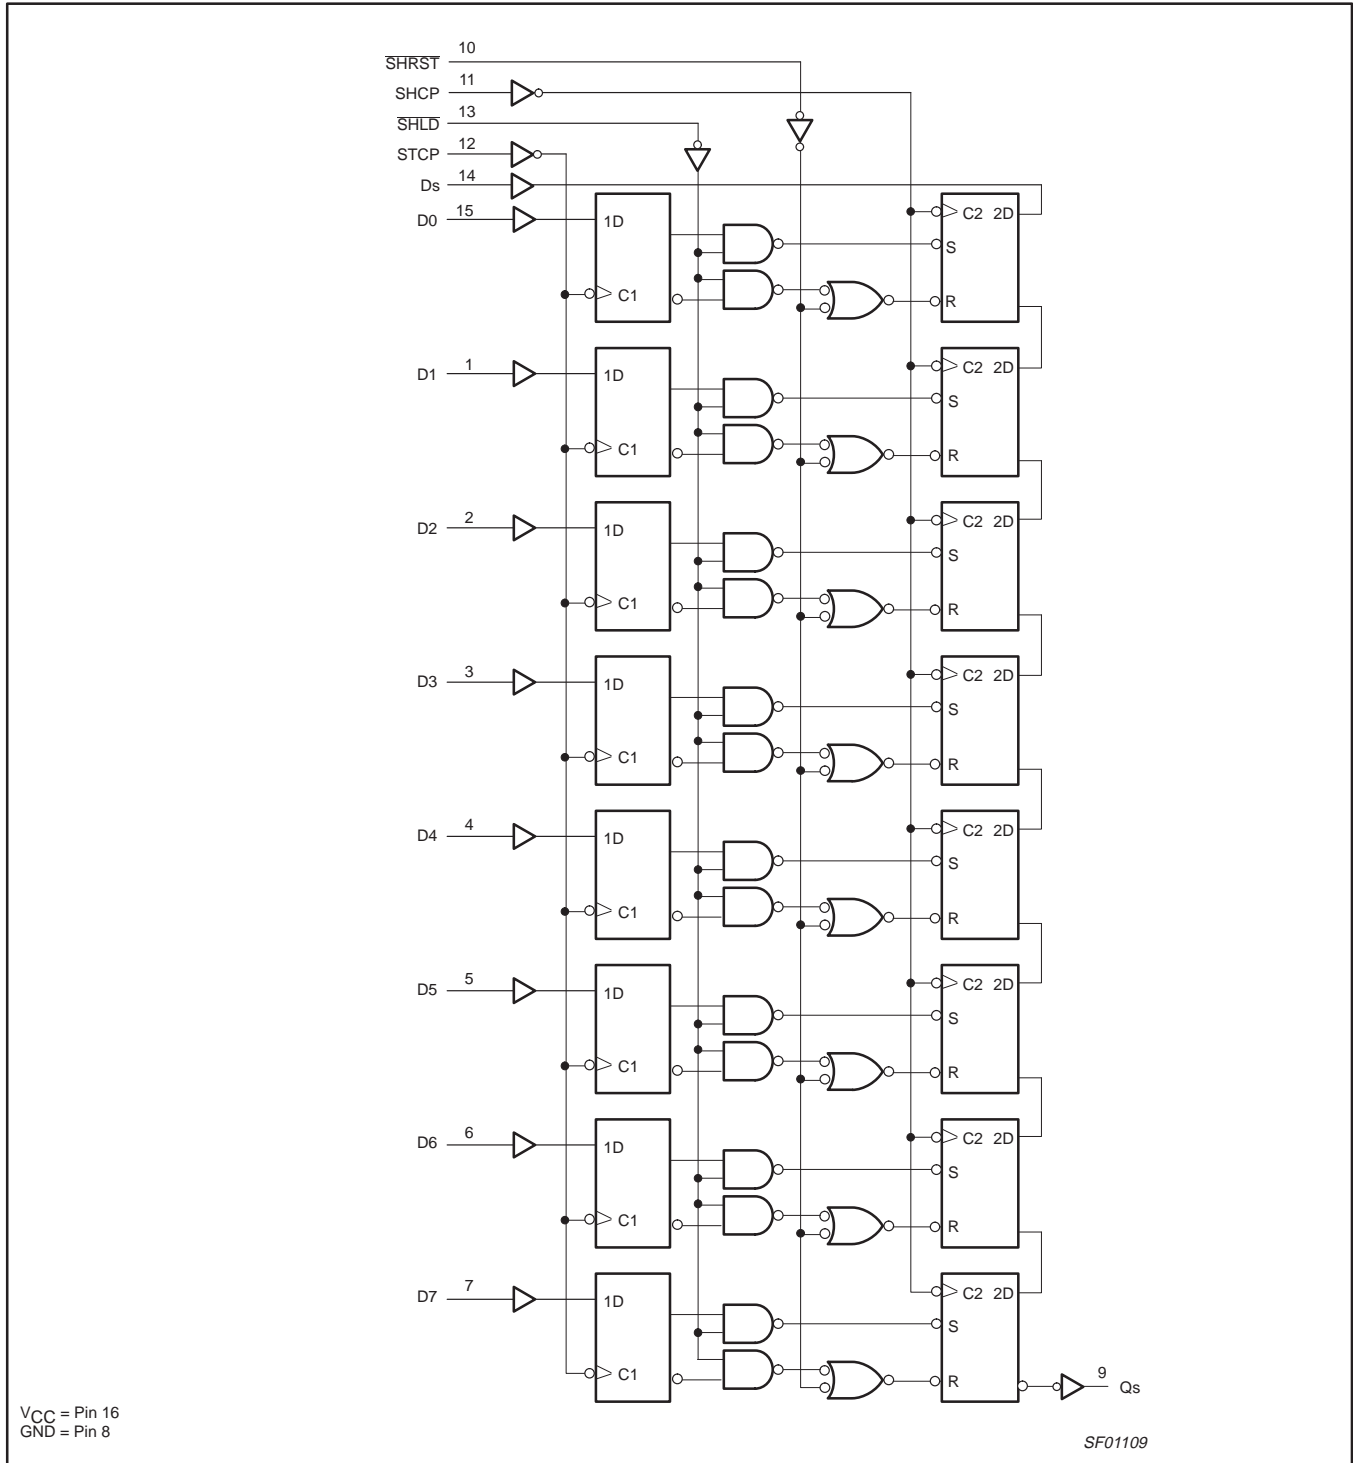 SHRST 10
SHCP 11
SHLD 13
STCP 12
Ds 14
D0 15
1D C1 C2 2D S R
D1 1
1D C1 C2 2D S R
D2 2
1D C1 C2 2D S R
D3 3
1D C1 C2 2D S R
D4 4
1D C1 C2 2D S R
D5 5
1D C1 C2 2D S R
D6 6
1D C1 C2 2D S R
D7 7
1D C1 C2 2D S R
9 Qs
VCC = Pin 16
GND = Pin 8
SF01109